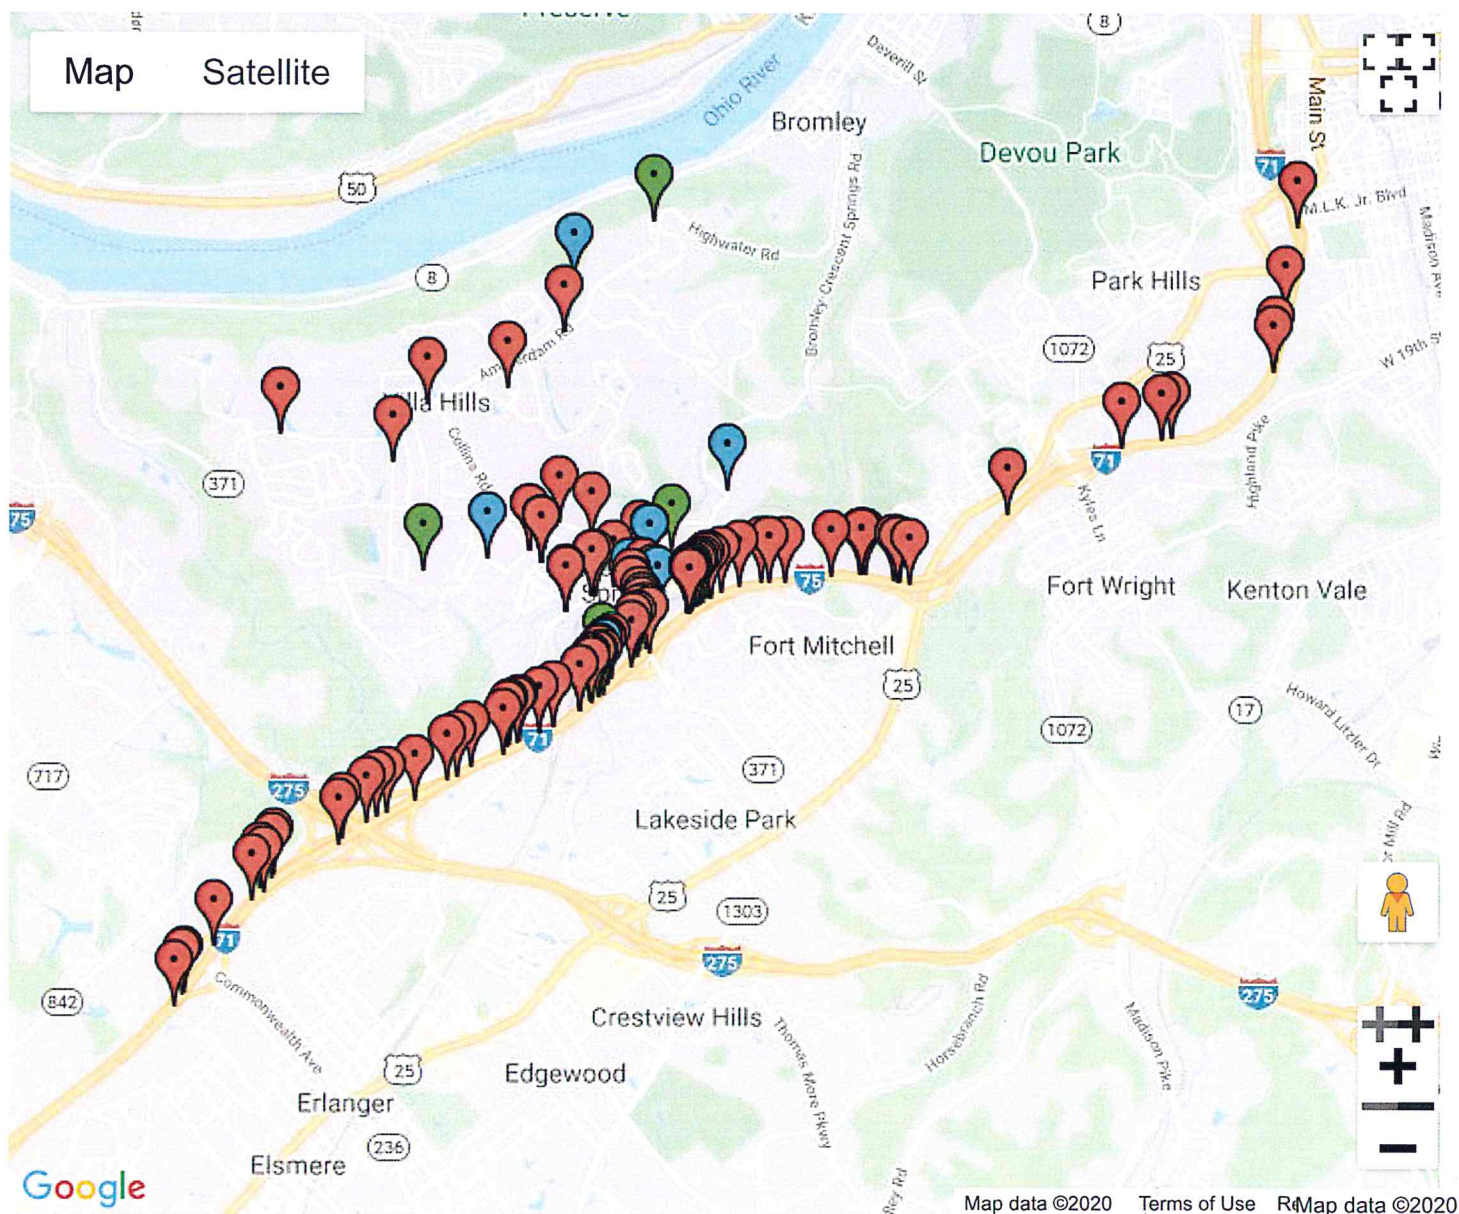 Preserve
8
Map
Satellite
Deverill St
Ohio River
Main St
Bromley
Devou Park
71
50
M.L.K. Jr. Blvd
Madison Ave
Highwater Rd
Bromley Crescent Springs Rd
8
Park Hills
1072
25
W 19th St
Villa Hills
Collins Rd
371
71
Highland Pike
Kyles Ln
75
75
Fort Wright
Kenton Vale
Fort Mitchell
25
Howard Litzler Dr
17
1072
71
371
717
275
Lakeside Park
25
1303
71
275
275
842
Commonwealth Ave
Crestview Hills
Horsebranch Rd
Madison Pike
Thomas More Pkwy
25
Edgewood
Erlanger
236
Elsmere
Google
Map data ©2020
Terms of Use
Map data ©2020